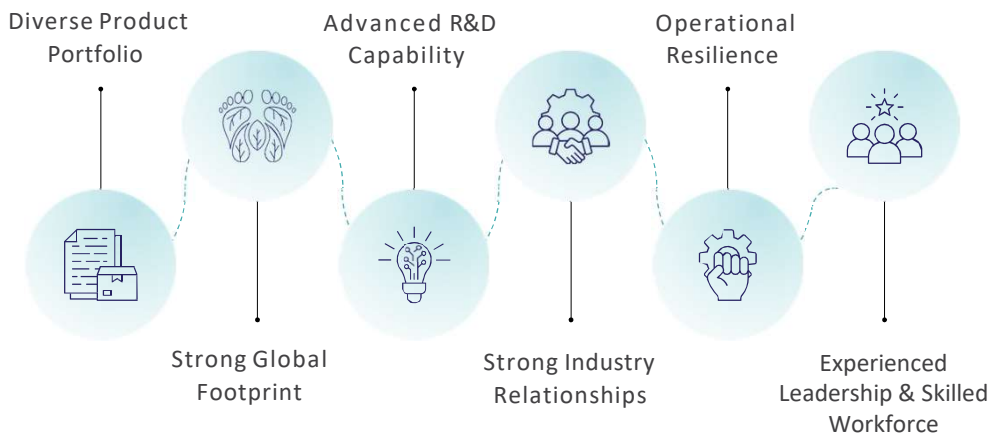 Diverse Product
Portfolio
Advanced R&D
Capability
Operational
Resilience
Strong Global
Footprint
Strong Industry
Relationships
Experienced
Leadership & Skilled
Workforce